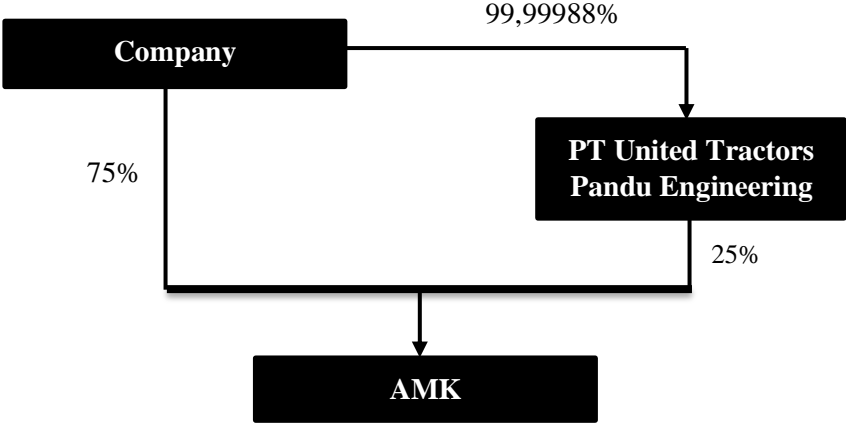 99,99988%
Company
75%
PT United Tractors
Pandu Engineering
25%
AMK